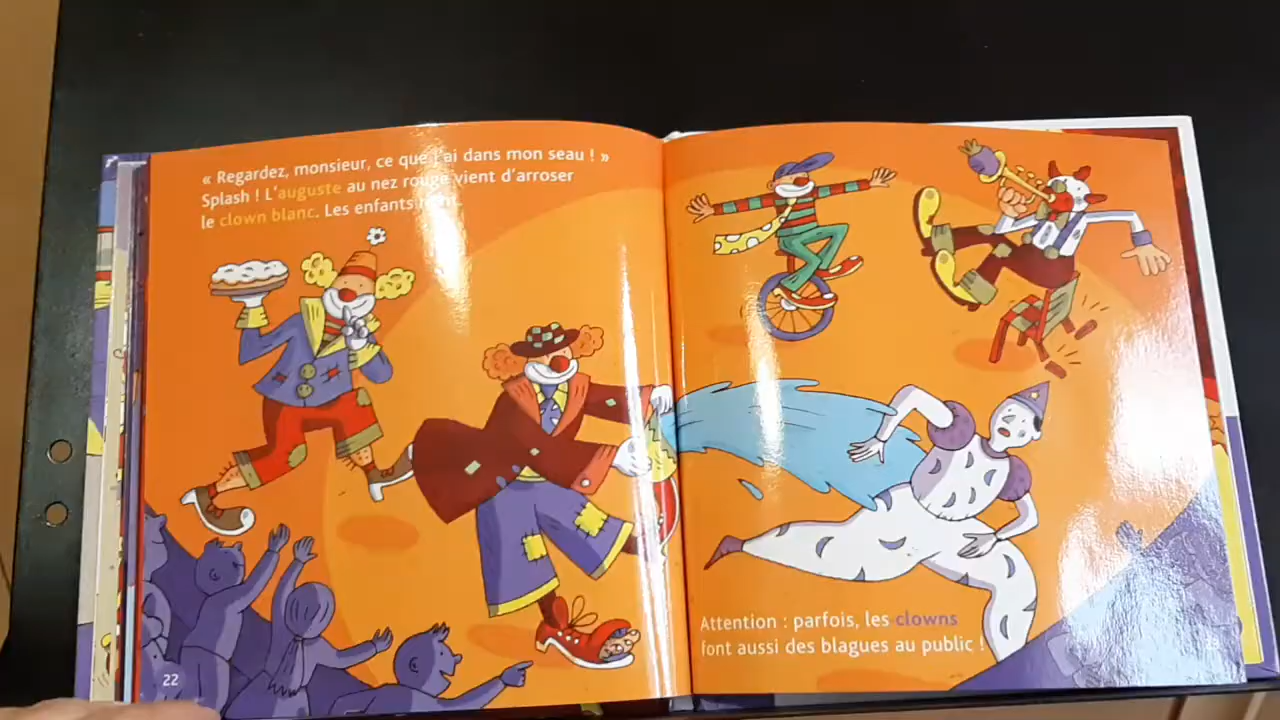 « Regardez, monsieur, ce que j'ai dans mon seau ! »
Splash ! L'auguste au nez rouge vient d'arroser
le clown blanc. Les enfants
22
Attention : parfois, les clowns
font aussi des blagues au public !